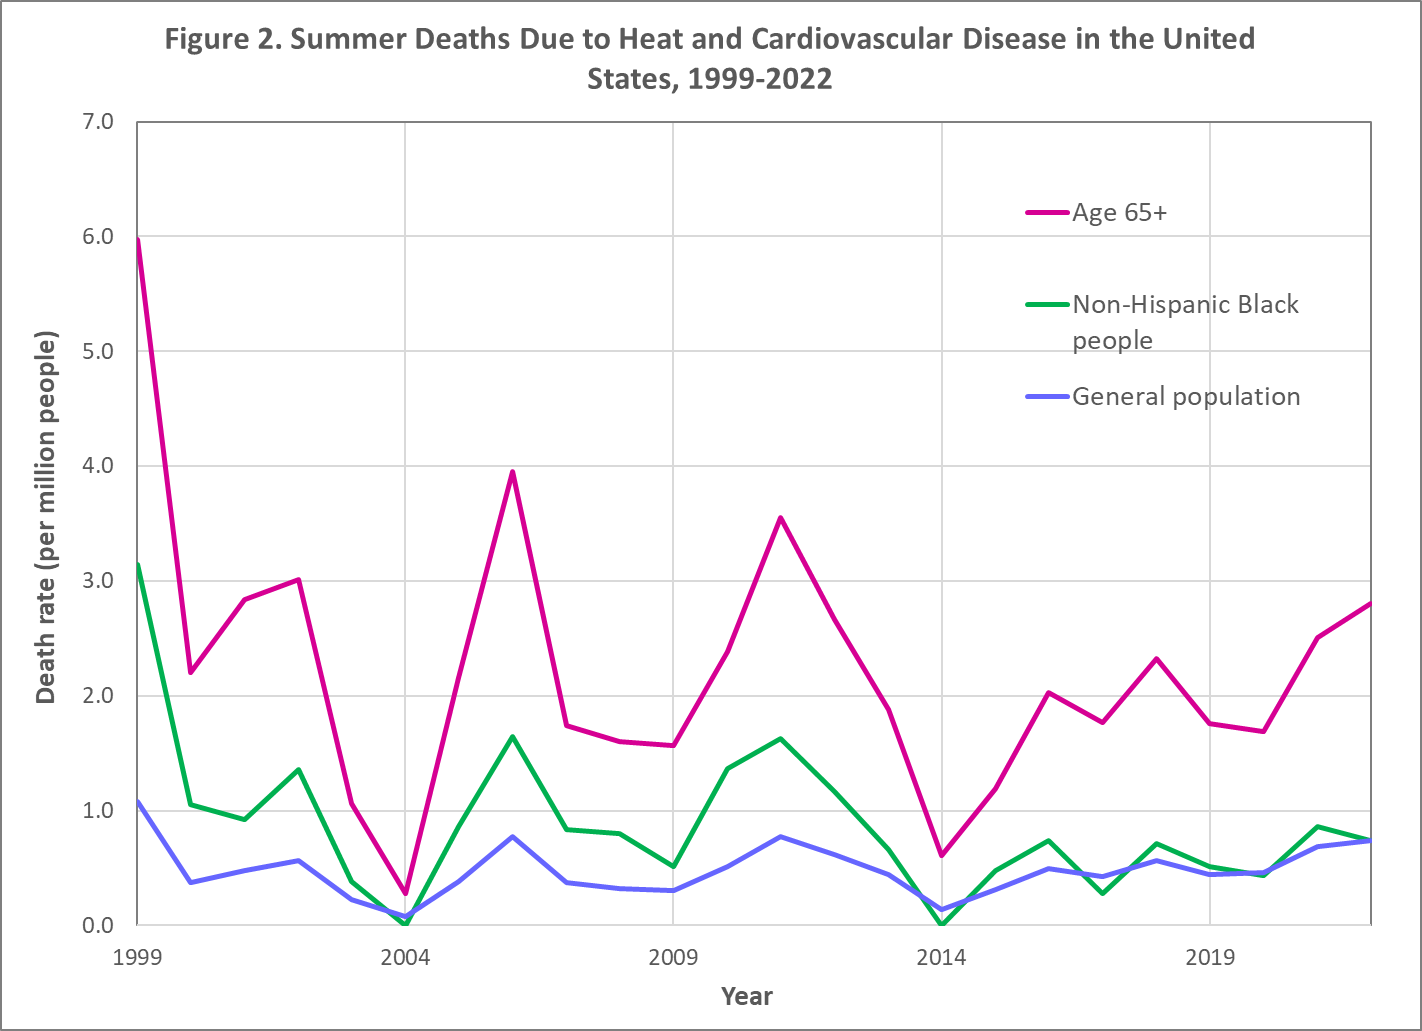 Figure 2. Summer Deaths Due to Heat and Cardiovascular Disease in the United
States, 1999-2022
7.0
6.0
5.0
4.0
3.0
2.0
1.0
0.0
Death rate (per million people)
Age 65+
Non-Hispanic Black
people
General population
1999
2004
2009
2014
2019
Year